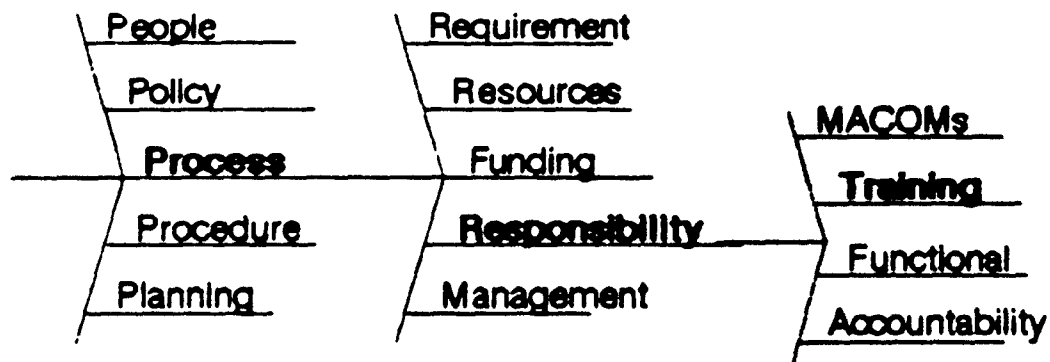 People
Policy
Process
Procedure
Planning
Requirement
Resources
Funding
Responsibility
Management
MACOMs
Training
Functional
Accountability